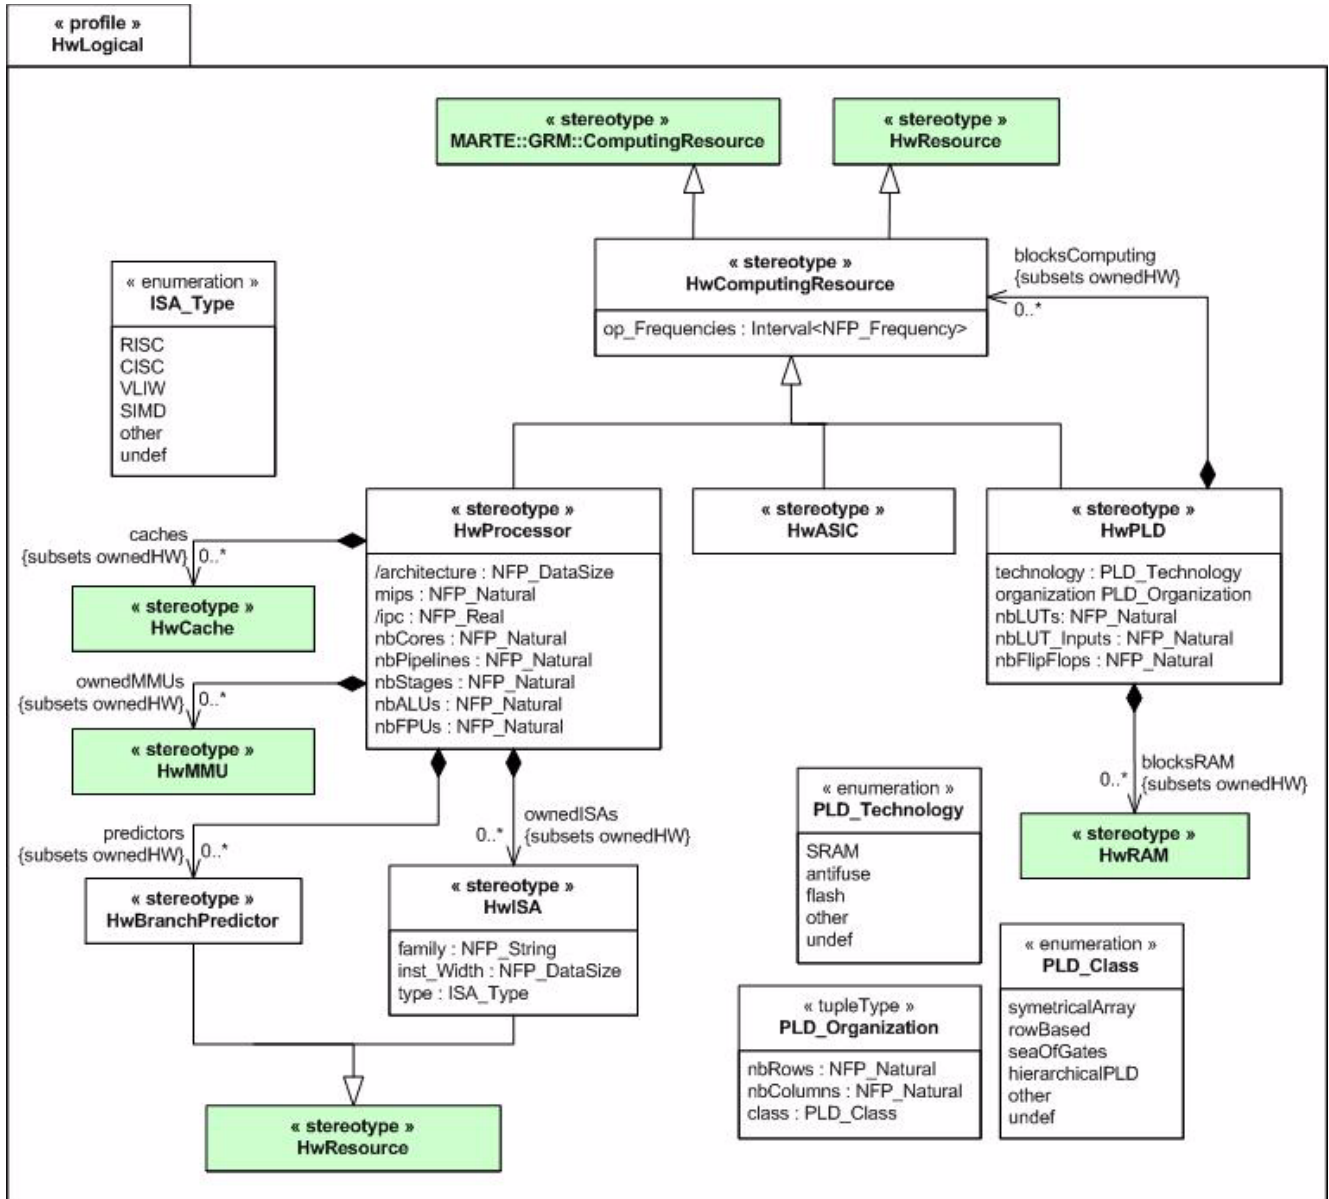 « profile »
HwLogical
« stereotype »
MARTE::GRM::ComputingResource
« stereotype »
HwResource
« stereotype »
HwComputingResource
op_Frequencies : Interval<NFP_Frequency>
blocksComputing
{subsets ownedHW}
0..*
« enumeration »
ISA_Type
RISC
CISC
VLIW
SIMD
other
undef
« stereotype »
HwProcessor
/architecture : NFP_DataSize
mips : NFP_Natural
/ipc : NFP_Real
nbCores : NFP_Natural
nbPipelines : NFP_Natural
nbStages : NFP_Natural
nbALUs : NFP_Natural
nbFPUs : NFP_Natural
« stereotype »
HwASIC
« stereotype »
HwPLD
technology : PLD_Technology
organization PLD_Organization
nbLUTs: NFP_Natural
nbLUT_Inputs : NFP_Natural
nbFlipFlops : NFP_Natural
caches
{subsets ownedHW}
0..*
« stereotype »
HwCache
ownedMMUs
{subsets ownedHW}
0..*
« stereotype »
HwMMU
predictors
{subsets ownedHW}
0..*
« stereotype »
HwBranchPredictor
ownedISAs
{subsets ownedHW}
0..*
« stereotype »
HwISA
family : NFP_String
inst_Width : NFP_DataSize
type : ISA_Type
« stereotype »
HwResource
blocksRAM
{subsets ownedHW}
0..*
« stereotype »
HwRAM
« enumeration »
PLD_Technology
SRAM
antifuse
flash
other
undef
« enumeration »
PLD_Class
symetricalArray
rowBased
seaOfGates
hierarchicalPLD
other
undef
« tupleType »
PLD_Organization
nbRows : NFP_Natural
nbColumns : NFP_Natural
class : PLD_Class